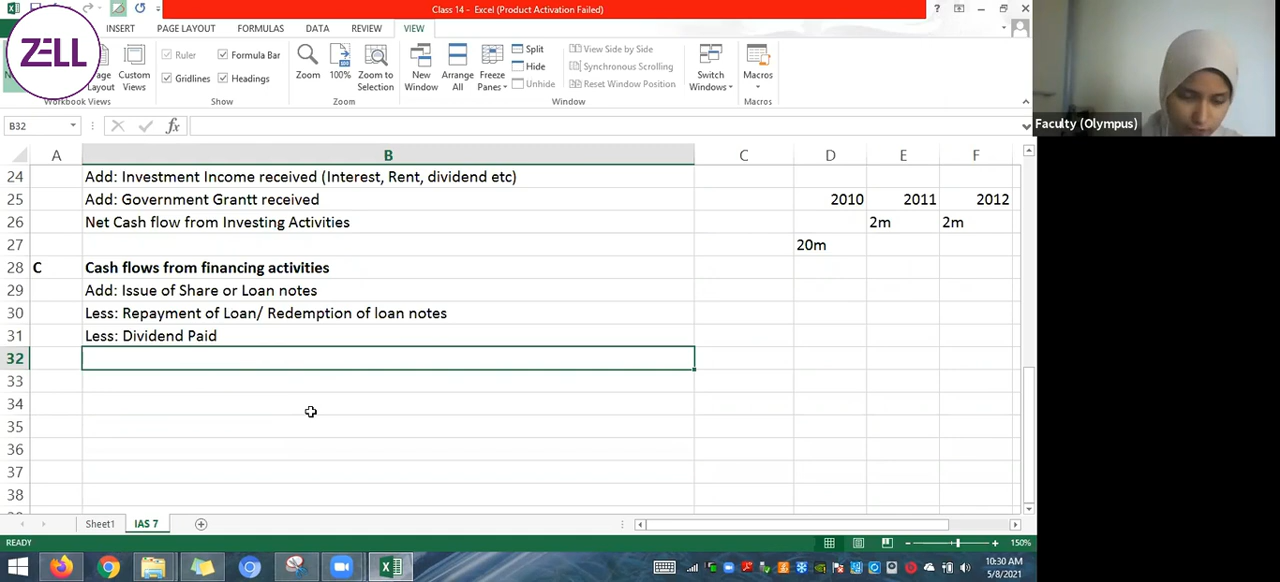 Class 14 - Excel (Product Activation Failed)
INSERT PAGE LAYOUT FORMULAS DATA REVIEW VIEW
ZELL
Ruler Formula Bar
Gridlines Headings
Custom Views
Zoom
100%
Zoom to Selection
New Window
Arrange All
Freeze Panes
Split
Hide
Unhide
View Side by Side
Synchronous Scrolling
Reset Window Position
Switch Windows
Macros
Workbook Views Show Zoom Window Macros
Faculty (Olympus)
B32 fx
A B C D E F
24 Add: Investment Income received (Interest, Rent, dividend etc)
25 Add: Government Grantt received 2010 2011 2012
26 Net Cash flow from Investing Activities 2m 2m
27 20m
28 C Cash flows from financing activities
29 Add: Issue of Share or Loan notes
30 Less: Repayment of Loan/ Redemption of loan notes
31 Less: Dividend Paid
32
33
34
35
36
37
38
Sheet1 IAS 7
READY 150%
10:30 AM
5/8/2021